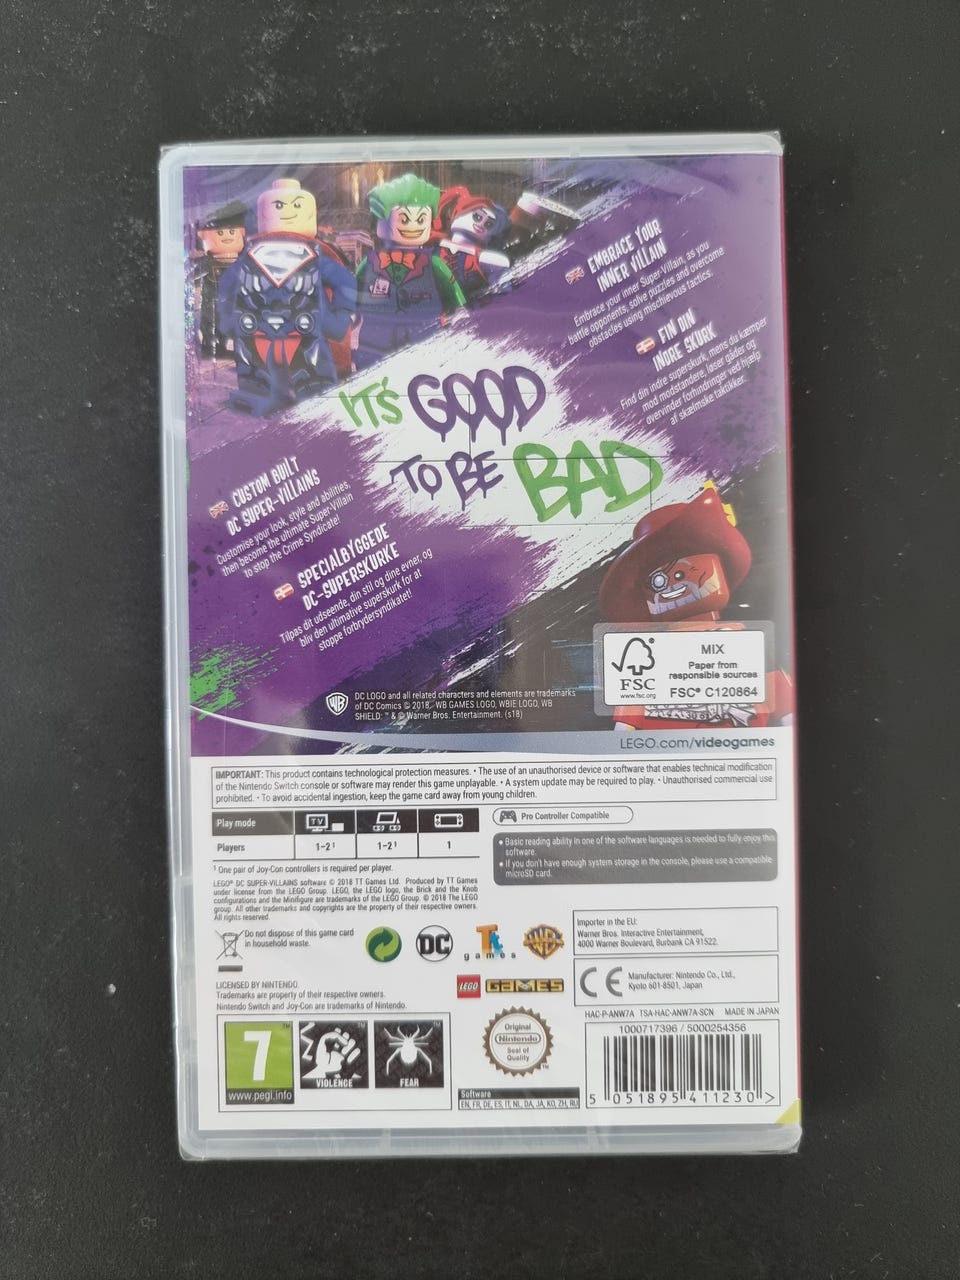 EMBRACE YOUR
INNER VILLAIN
Embrace your inner Super-Villain, as you
battle opponents, solve puzzles and overcome
obstacles using mischievous tactics.
FIN DIN
INDRE SKURK
Find din indre superskurk, mens du kæmper
mod modstandere, løser gåder og
overvinder forhindringer ved hjælp
af skælmske taktikker.
IT'S GOOD
TO BE BAD
CUSTOM BUILT
DC SUPER-VILLAINS
Customise your look, style and abilities,
then become the ultimate Super-Villain
to stop the Crime Syndicate!
SPECIALBYGGEDE
DC-SUPERSKURKE
Tilpas dit udseende, din stil og dine evner, og
bliv den ultimative superskurk for at
stoppe forbrydersyndikatet!
FSC
www.fsc.org
MIX
Paper from
responsible sources
FSC® C120864
WB
DC LOGO and all related characters and elements are trademarks
of DC Comics © 2018. WB GAMES LOGO, WBIE LOGO, WB
SHIELD: ™ & © Warner Bros. Entertainment. (s18)
LEGO.com/videogames
IMPORTANT: This product contains technological protection measures. • The use of an unauthorised device or software that enables technical modification
of the Nintendo Switch console or software may render this game unplayable. • A system update may be required to play. • Unauthorised commercial use
prohibited. • To avoid accidental ingestion, keep the game card away from young children.
Play mode
TV
Players
1-2¹
1-2¹
1
¹ One pair of Joy-Con controllers is required per player.
Pro Controller Compatible
• Basic reading ability in one of the software languages is needed to fully enjoy this
software.
• If you don't have enough system storage in the console, please use a compatible
microSD card.
LEGO® DC SUPER-VILLAINS software © 2018 TT Games Ltd. Produced by TT Games
under license from the LEGO Group. LEGO, the LEGO logo, the Brick and the Knob
configurations and the Minifigure are trademarks of the LEGO Group. © 2018 The LEGO
group. All other trademarks and copyrights are the property of their respective owners.
All rights reserved.
Do not dispose of this game card
in household waste.
DC
Tt
games
WB
LEGO GAMES
Importer in the EU:
Warner Bros. Interactive Entertainment,
4000 Warner Boulevard, Burbank CA 91522.
CE
Manufacturer: Nintendo Co., Ltd.,
Kyoto 601-8501, Japan
LICENSED BY NINTENDO.
Trademarks are property of their respective owners.
Nintendo Switch and Joy-Con are trademarks of Nintendo.
HAC-P-ANW7A TSA-HAC-ANW7A-SCN MADE IN JAPAN
7
www.pegi.info
VIOLENCE
FEAR
Original
Nintendo
Seal of
Quality
Software
EN, FR, DE, ES, IT, NL, DA, JA, KO, ZH, RU
1000717396 / 5000254356
5 051895 411230 >